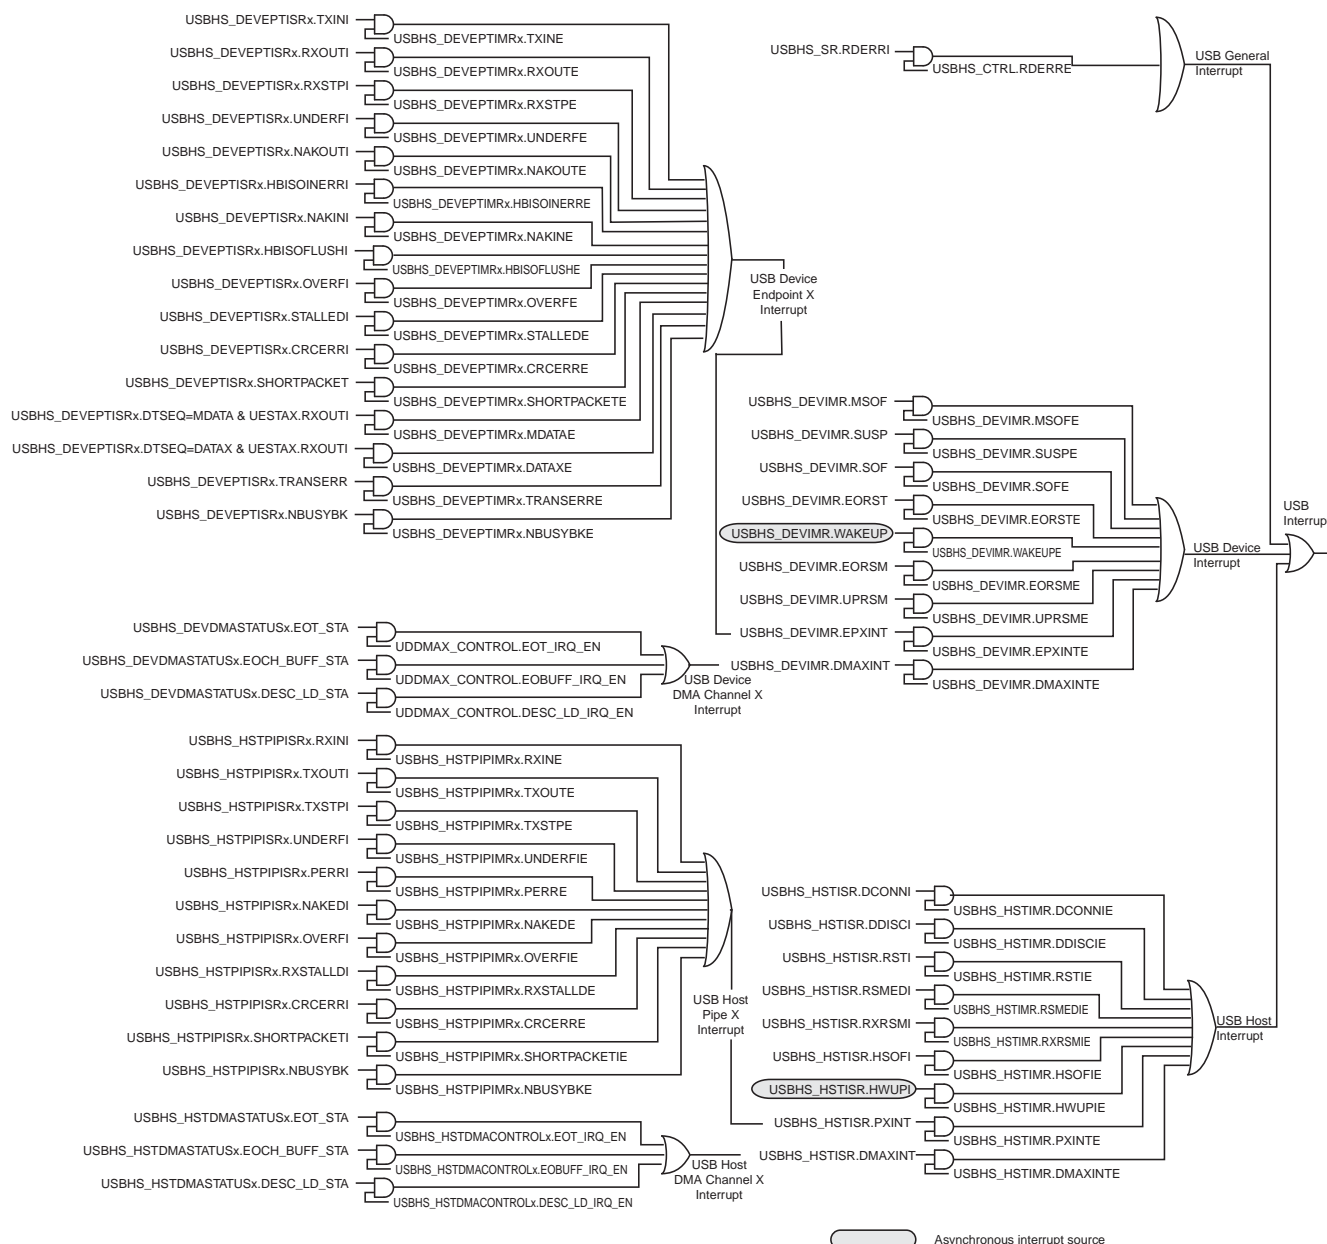 USBHS_DEVEPTISRx.TXINI
USBHS_DEVEPTIMRx.TXINE
USBHS_DEVEPTISRx.RXOUTI
USBHS_DEVEPTIMRx.RXOUTE
USBHS_DEVEPTISRx.RXSTPI
USBHS_DEVEPTIMRx.RXSTPE
USBHS_DEVEPTISRx.UNDERFI
USBHS_DEVEPTIMRx.UNDERFE
USBHS_DEVEPTISRx.NAKOUTI
USBHS_DEVEPTIMRx.NAKOUTE
USBHS_DEVEPTISRx.HBISOINERRI
USBHS_DEVEPTIMRx.HBISOINERRE
USBHS_DEVEPTISRx.NAKINI
USBHS_DEVEPTIMRx.NAKINE
USBHS_DEVEPTISRx.HBISOFLUSHI
USBHS_DEVEPTIMRx.HBISOFLUSHE
USBHS_DEVEPTISRx.OVERFI
USBHS_DEVEPTIMRx.OVERFE
USBHS_DEVEPTISRx.STALLEDI
USBHS_DEVEPTIMRx.STALLEDE
USBHS_DEVEPTISRx.CRCERRI
USBHS_DEVEPTIMRx.CRCERRE
USBHS_DEVEPTISRx.SHORTPACKET
USBHS_DEVEPTIMRx.SHORTPACKETE
USBHS_DEVEPTISRx.DTSEQ=MDATA & UESTAX.RXOUTI
USBHS_DEVEPTIMRx.MDATAE
USBHS_DEVEPTISRx.DTSEQ=DATAX & UESTAX.RXOUTI
USBHS_DEVEPTIMRx.DATAXE
USBHS_DEVEPTISRx.TRANSERR
USBHS_DEVEPTIMRx.TRANSERRE
USBHS_DEVEPTISRx.NBUSYBK
USBHS_DEVEPTIMRx.NBUSYBKE
USB Device
Endpoint X
Interrupt
USBHS_SR.RDERRI
USBHS_CTRL.RDERRE
USB General
Interrupt
USBHS_DEVIMR.MSOF
USBHS_DEVIMR.MSOFE
USBHS_DEVIMR.SUSP
USBHS_DEVIMR.SUSPE
USBHS_DEVIMR.SOF
USBHS_DEVIMR.SOFE
USBHS_DEVIMR.EORST
USBHS_DEVIMR.EORSTE
USBHS_DEVIMR.WAKEUP
USBHS_DEVIMR.WAKEUPE
USBHS_DEVIMR.EORSM
USBHS_DEVIMR.EORSME
USBHS_DEVIMR.UPRSM
USBHS_DEVIMR.UPRSME
USBHS_DEVIMR.EPXINT
USBHS_DEVIMR.EPXINTE
USBHS_DEVIMR.DMAXINT
USBHS_DEVIMR.DMAXINTE
USB Device
Interrupt
USB
Interrup
USBHS_DEVDMASTATUSx.EOT_STA
UDDMAX_CONTROL.EOT_IRQ_EN
USBHS_DEVDMASTATUSx.EOCH_BUFF_STA
UDDMAX_CONTROL.EOBUFF_IRQ_EN
USBHS_DEVDMASTATUSx.DESC_LD_STA
UDDMAX_CONTROL.DESC_LD_IRQ_EN
USB Device
DMA Channel X
Interrupt
USBHS_HSTPIPISRx.RXINI
USBHS_HSTPIPIMRx.RXINE
USBHS_HSTPIPISRx.TXOUTI
USBHS_HSTPIPIMRx.TXOUTE
USBHS_HSTPIPISRx.TXSTPI
USBHS_HSTPIPIMRx.TXSTPE
USBHS_HSTPIPISRx.UNDERFI
USBHS_HSTPIPIMRx.UNDERFIE
USBHS_HSTPIPISRx.PERRI
USBHS_HSTPIPIMRx.PERRE
USBHS_HSTPIPISRx.NAKEDI
USBHS_HSTPIPIMRx.NAKEDE
USBHS_HSTPIPISRx.OVERFI
USBHS_HSTPIPIMRx.OVERFIE
USBHS_HSTPIPISRx.RXSTALLDI
USBHS_HSTPIPIMRx.RXSTALLDE
USBHS_HSTPIPISRx.CRCERRI
USBHS_HSTPIPIMRx.CRCERRE
USBHS_HSTPIPISRx.SHORTPACKETI
USBHS_HSTPIPIMRx.SHORTPACKETIE
USBHS_HSTPIPISRx.NBUSYBK
USBHS_HSTPIPIMRx.NBUSYBKE
USB Host
Pipe X
Interrupt
USBHS_HSTISR.DCONNI
USBHS_HSTIMR.DCONNIE
USBHS_HSTISR.DDISCI
USBHS_HSTIMR.DDISCIE
USBHS_HSTISR.RSTI
USBHS_HSTIMR.RSTIE
USBHS_HSTISR.RSMEDI
USBHS_HSTIMR.RSMEDIE
USBHS_HSTISR.RXRSMI
USBHS_HSTIMR.RXRSMIE
USBHS_HSTISR.HSOFI
USBHS_HSTIMR.HSOFIE
USBHS_HSTISR.HWUPI
USBHS_HSTIMR.HWUPIE
USBHS_HSTISR.PXINT
USBHS_HSTIMR.PXINTE
USBHS_HSTISR.DMAXINT
USBHS_HSTIMR.DMAXINTE
USB Host
Interrupt
USBHS_HSTDMASTATUSx.EOT_STA
USBHS_HSTDMACONTROLx.EOT_IRQ_EN
USBHS_HSTDMASTATUSx.EOCH_BUFF_STA
USBHS_HSTDMACONTROLx.EOBUFF_IRQ_EN
USBHS_HSTDMASTATUSx.DESC_LD_STA
USBHS_HSTDMACONTROLx.DESC_LD_IRQ_EN
USB Host
DMA Channel X
Interrupt
Asynchronous interrupt source